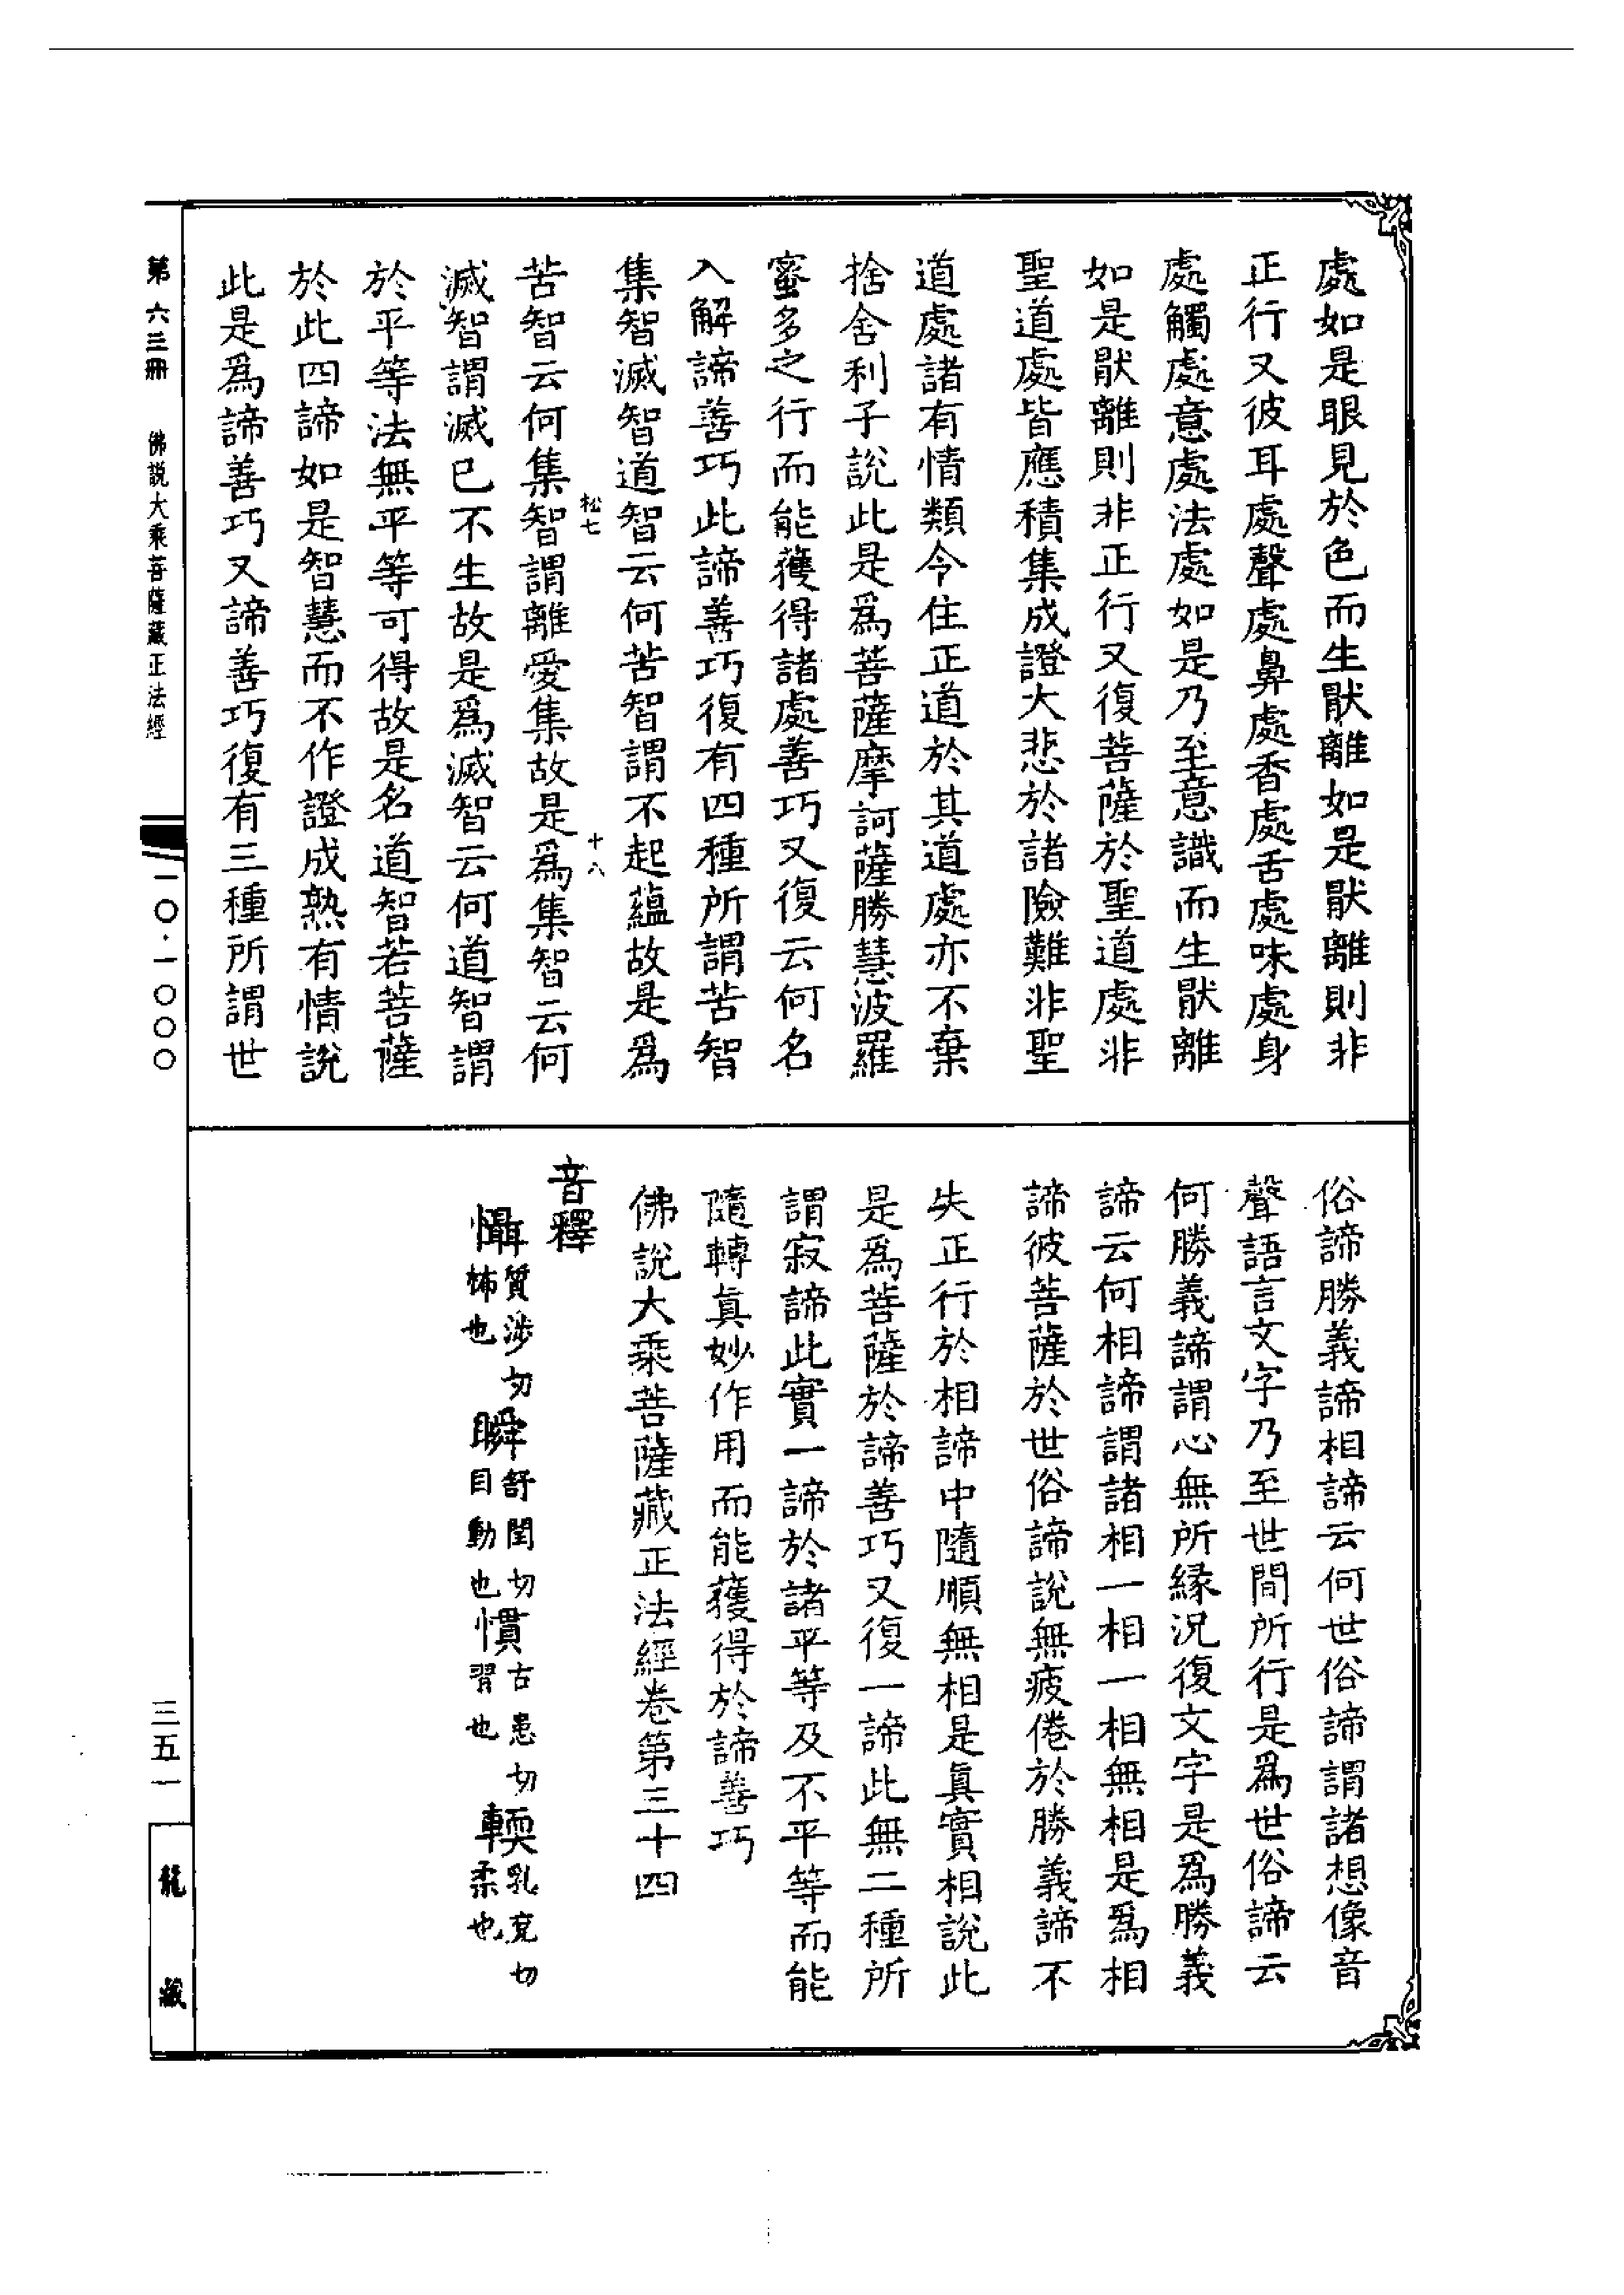 處如是眼見於色而生猒離如是猒離則非
正行又彼耳處聲處鼻處香處舌處味處身
處觸處意處法處如是乃至意識而生猒離
如是猒離則非正行又復菩薩於聖道處非
聖道處皆應積集成證大悲於諸險難非聖
道處諸有情類今住正道於其道處亦不棄
捨舍利子說此是爲菩薩摩訶薩勝慧波羅
蜜多之行而能獲得諸處善巧又復云何名
入解諦善巧此諦善巧復有四種所謂苦智
集智滅智道智云何苦智謂不起蘊故是爲
松七
十八
苦智云何集智謂離愛集故是爲集智云何
滅智謂滅已不生故是爲滅智云何道智謂
於平等法無平等可得故是名道智若菩薩
於此四諦如是智慧而不作證成熟有情說
此是爲諦善巧又諦善巧復有三種所謂世
俗諦勝義諦相諦云何世俗諦謂諸想像音
聲語言文字乃至世間所行是爲世俗諦云
何勝義諦謂心無所緣況復文字是爲勝義
諦云何相諦謂諸相一相一相無相是爲相
諦彼菩薩於世俗諦說無疲倦於勝義諦不
失正行於相諦中隨順無相是眞實相說此
是爲菩薩於諦善巧又復一諦此無二種所
謂寂諦此實一諦於諸平等及不平等而能
隨轉眞妙作用而能獲得於諦善巧
佛說大乘菩薩藏正法經卷第三十四
音釋
懾質涉切怖也 瞬舒閏切目動也 慣古患切習也 輭乳兗切柔也
第六三冊 佛說大乘菩薩藏正法經 一〇·一〇〇〇 三五一 龍藏